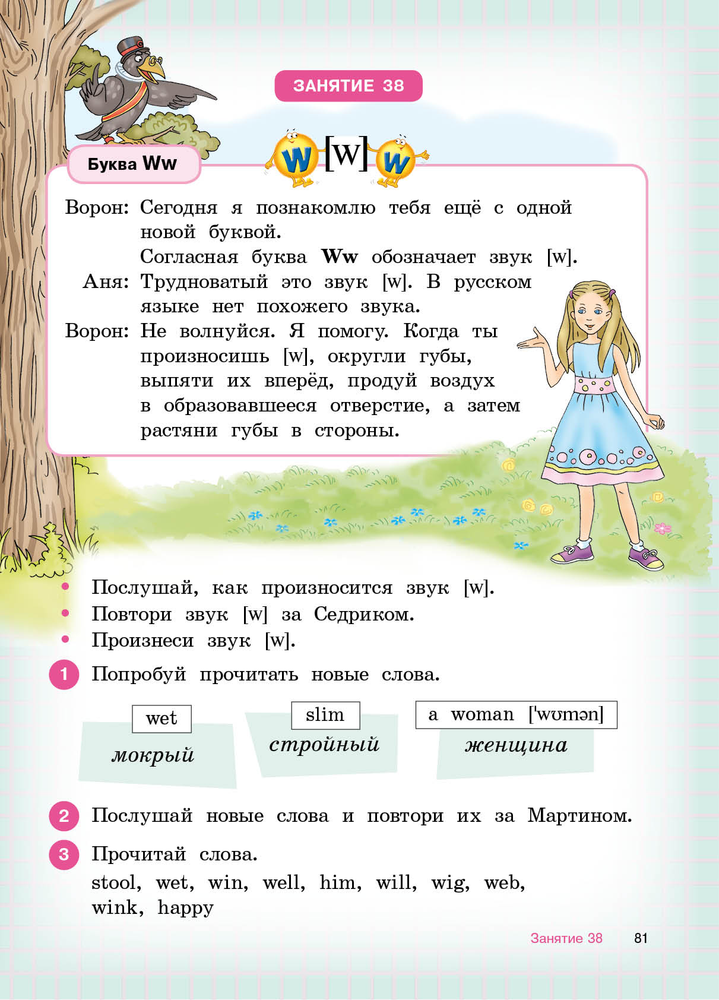 ЗАНЯТИЕ 38
W [w] w
Буква Ww
Ворон: Сегодня я познакомлю тебя ещё с одной
новой буквой.
Согласная буква Ww обозначает звук [w].
Аня: Трудноватый это звук [w]. В русском
языке нет похожего звука.
Ворон: Не волнуйся. Я помогу. Когда ты
произносишь [w], округли губы,
выпяти их вперёд, продуй воздух
в образовавшееся отверстие, а затем
растяни губы в стороны.
• Послушай, как произносится звук [w].
• Повтори звук [w] за Седриком.
• Произнеси звук [w].
1 Попробуй прочитать новые слова.
wet slim a woman [ˈwʊmən]
мокрый стройный женщина
2 Послушай новые слова и повтори их за Мартином.
3 Прочитай слова.
stool, wet, win, well, him, will, wig, web,
wink, happy
Занятие 38 81